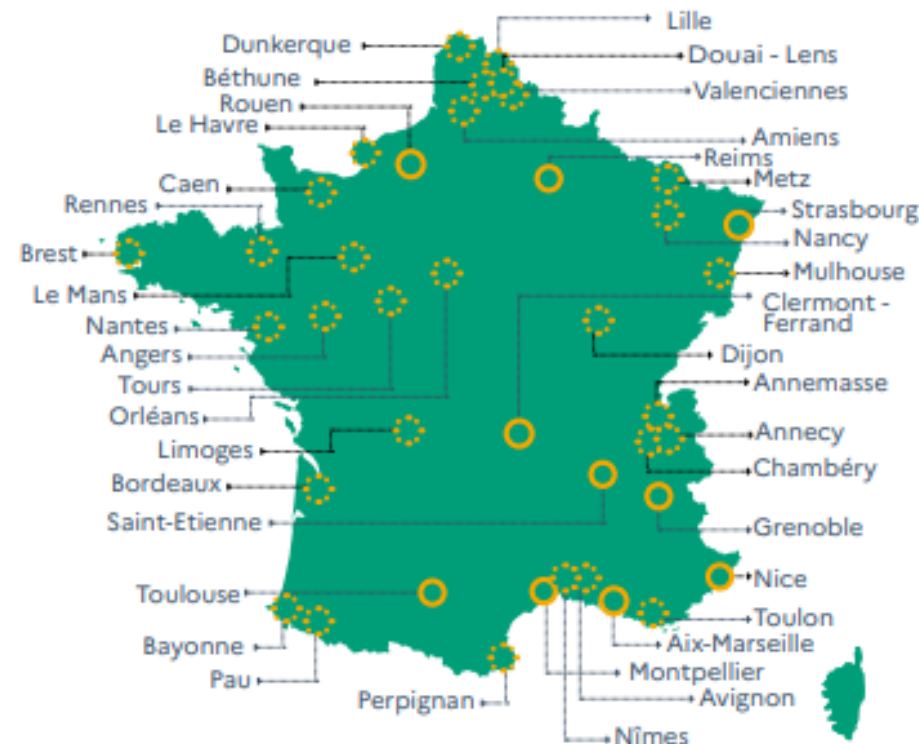 Lille
Dunkerque
Douai - Lens
Béthune
Valenciennes
Rouen
Le Havre
Amiens
Reims
Metz
Caen
Rennes
Strasbourg
Nancy
Brest
Mulhouse
Le Mans
Clermont -
Ferrand
Nantes
Angers
Dijon
Tours
Annemasse
Orléans
Annecy
Limoges
Chambéry
Bordeaux
Saint-Etienne
Grenoble
Nice
Toulouse
Toulon
Bayonne
Aix-Marseille
Montpellier
Pau
Avignon
Perpignan
Nîmes